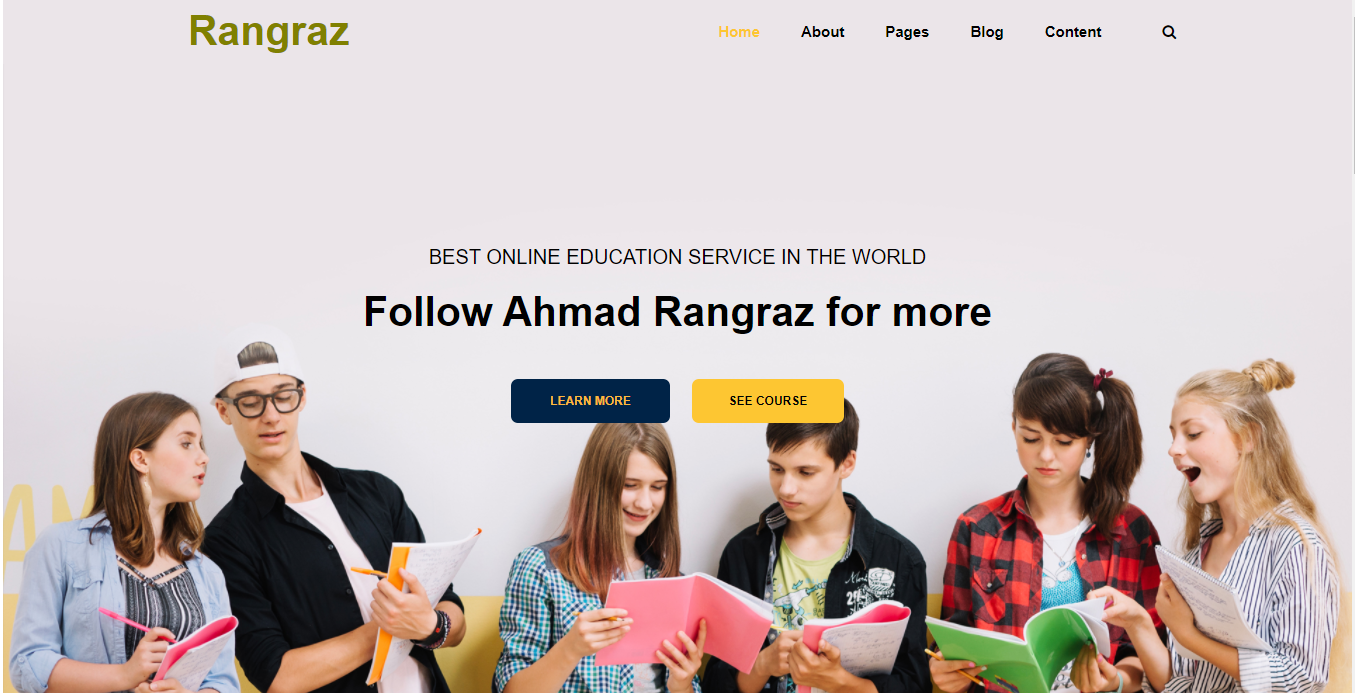 Rangraz
Home About Pages Blog Content
BEST ONLINE EDUCATION SERVICE IN THE WORLD
Follow Ahmad Rangraz for more
LEARN MORE SEE COURSE